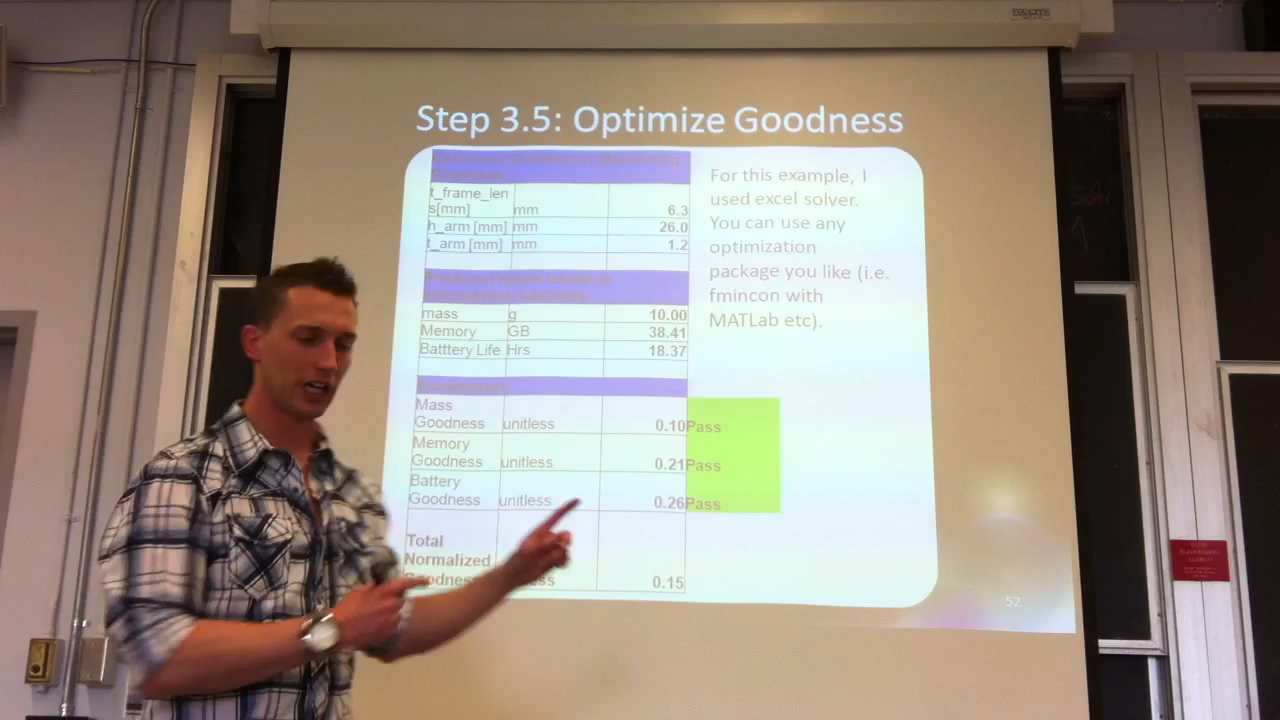 Step 3.5: Optimize Goodness
t_frame_len
s[mm] mm 6.3
h_arm [mm] mm 26.0
t_arm [mm] mm 1.2
mass g 10.00
Memory GB 38.41
Batttery Life Hrs 18.37
Mass
Goodness unitless 0.10 Pass
Memory
Goodness unitless 0.21 Pass
Battery
Goodness unitless 0.26 Pass
Total
Normalized
0.15
For this example, I
used excel solver.
You can use any
optimization
package you like (i.e.
fmincon with
MATLab etc).
52